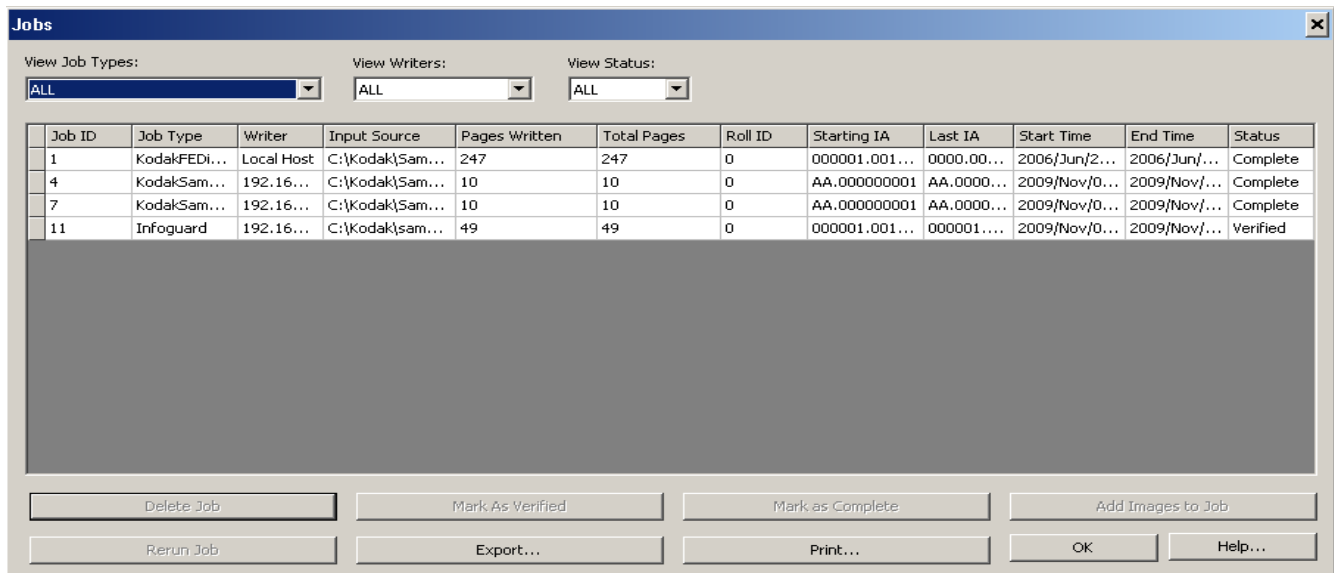 Jobs
View Job Types: View Writers: View Status:
ALL ALL ALL
Job ID Job Type Writer Input Source Pages Written Total Pages Roll ID Starting IA Last IA Start Time End Time Status
1 KodakFEDi... Local Host C:\Kodak\Sam... 247 247 0 000001.001... 0000.00... 2006/Jun/2... 2006/Jun/... Complete
4 KodakSam... 192.16... C:\Kodak\Sam... 10 10 0 AA.000000001 AA.0000... 2009/Nov/0... 2009/Nov/... Complete
7 KodakSam... 192.16... C:\Kodak\Sam... 10 10 0 AA.000000001 AA.0000... 2009/Nov/0... 2009/Nov/... Complete
11 Infoguard 192.16... C:\Kodak\sam... 49 49 0 000001.001... 000001.... 2009/Nov/0... 2009/Nov/... Verified
Delete Job Mark As Verified Mark as Complete Add Images to Job
Rerun Job Export... Print... OK Help...